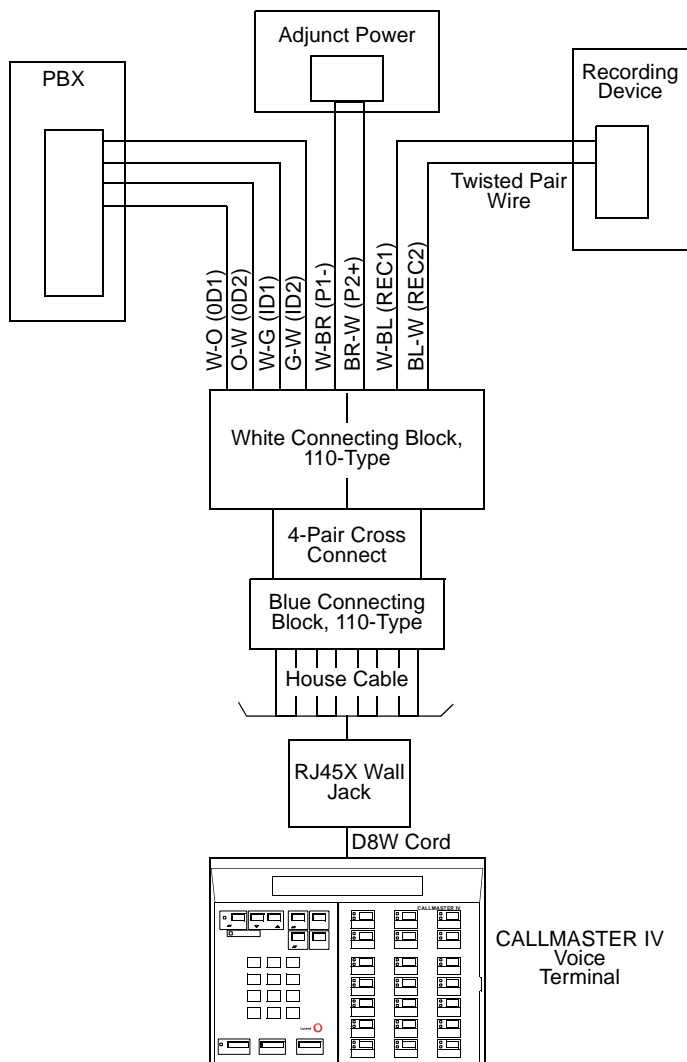 Adjunct Power
PBX
Recording
Device
Twisted Pair
Wire
W-O (0D1)
O-W (0D2)
W-G (ID1)
G-W (ID2)
W-BR (P1-)
BR-W (P2+)
W-BL (REC1)
BL-W (REC2)
White Connecting Block,
110-Type
4-Pair Cross
Connect
Blue Connecting
Block, 110-Type
House Cable
RJ45X Wall
Jack
D8W Cord
CALLMASTER IV
CALLMASTER IV
Voice
Terminal
lucent